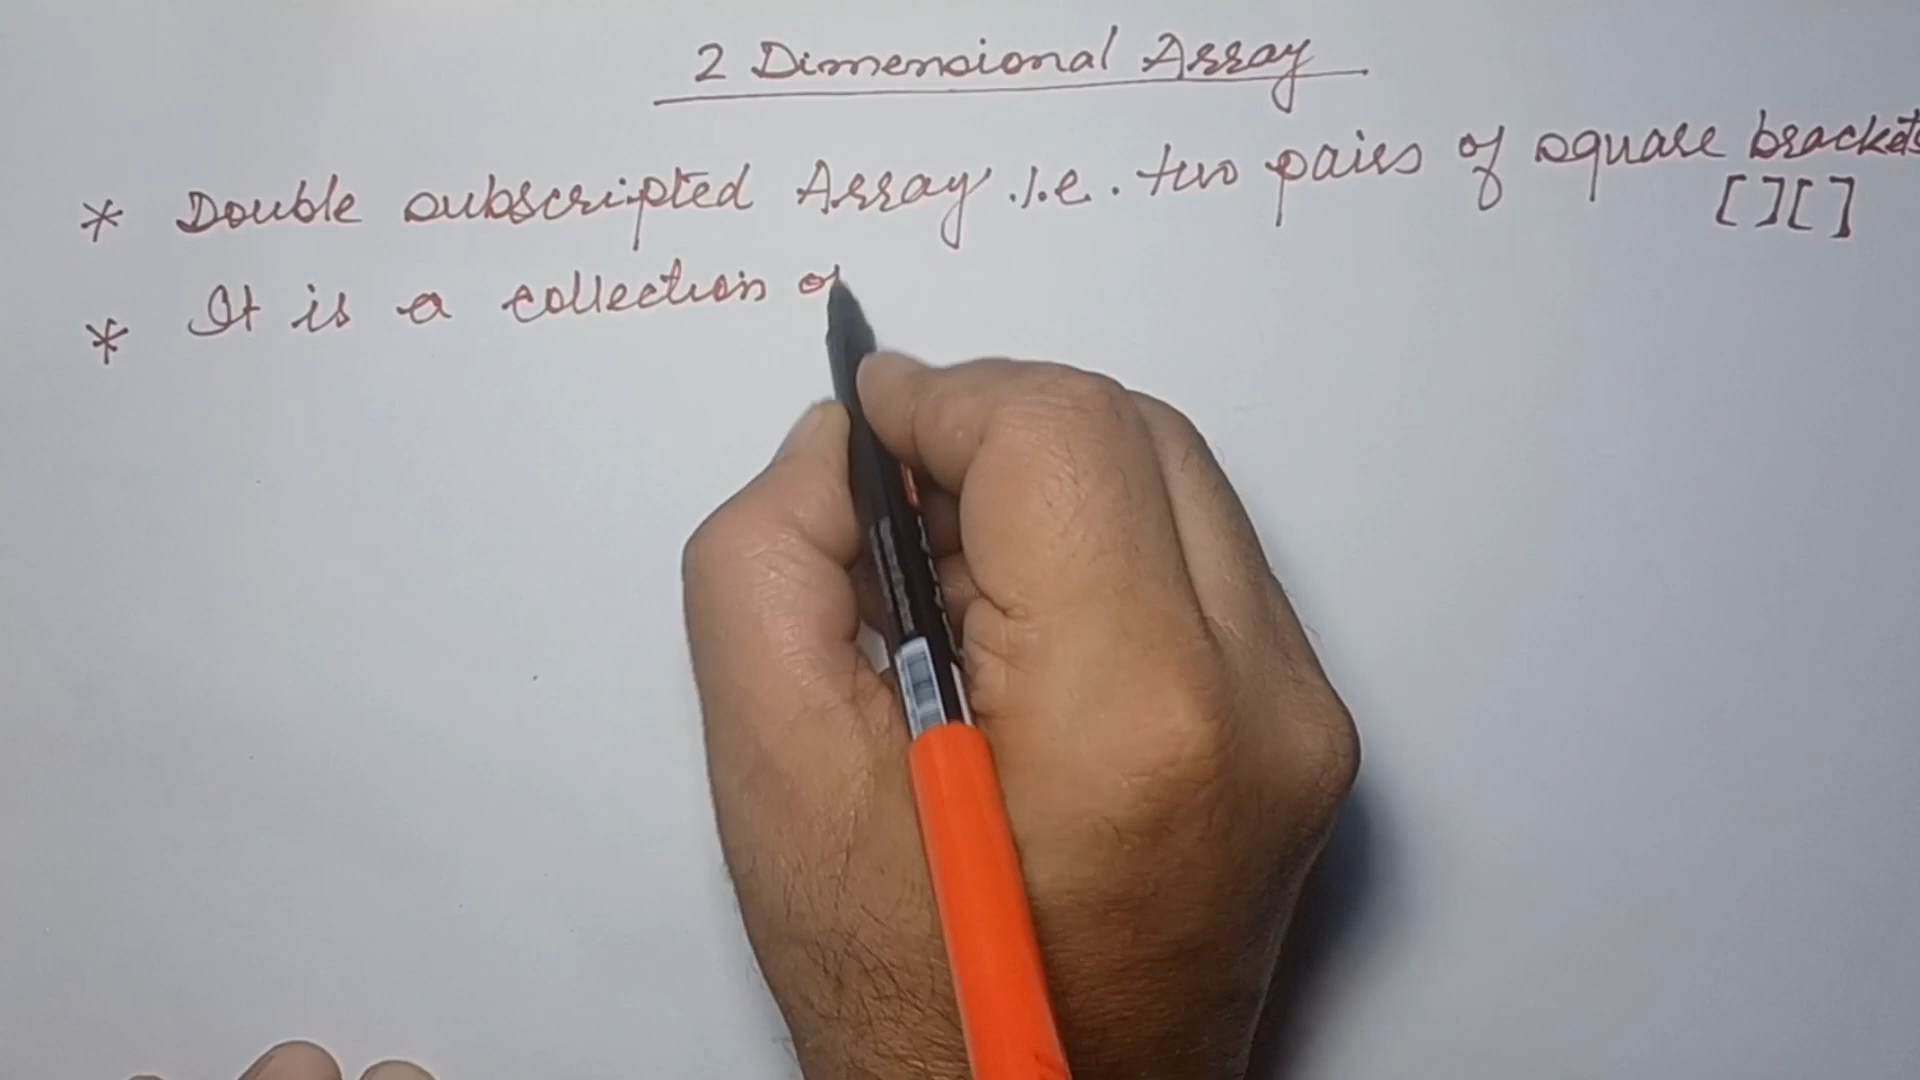 2 Dimensional Array
* Double subscripted Array i.e. two pairs of square brackets
[][]
* It is a collection of